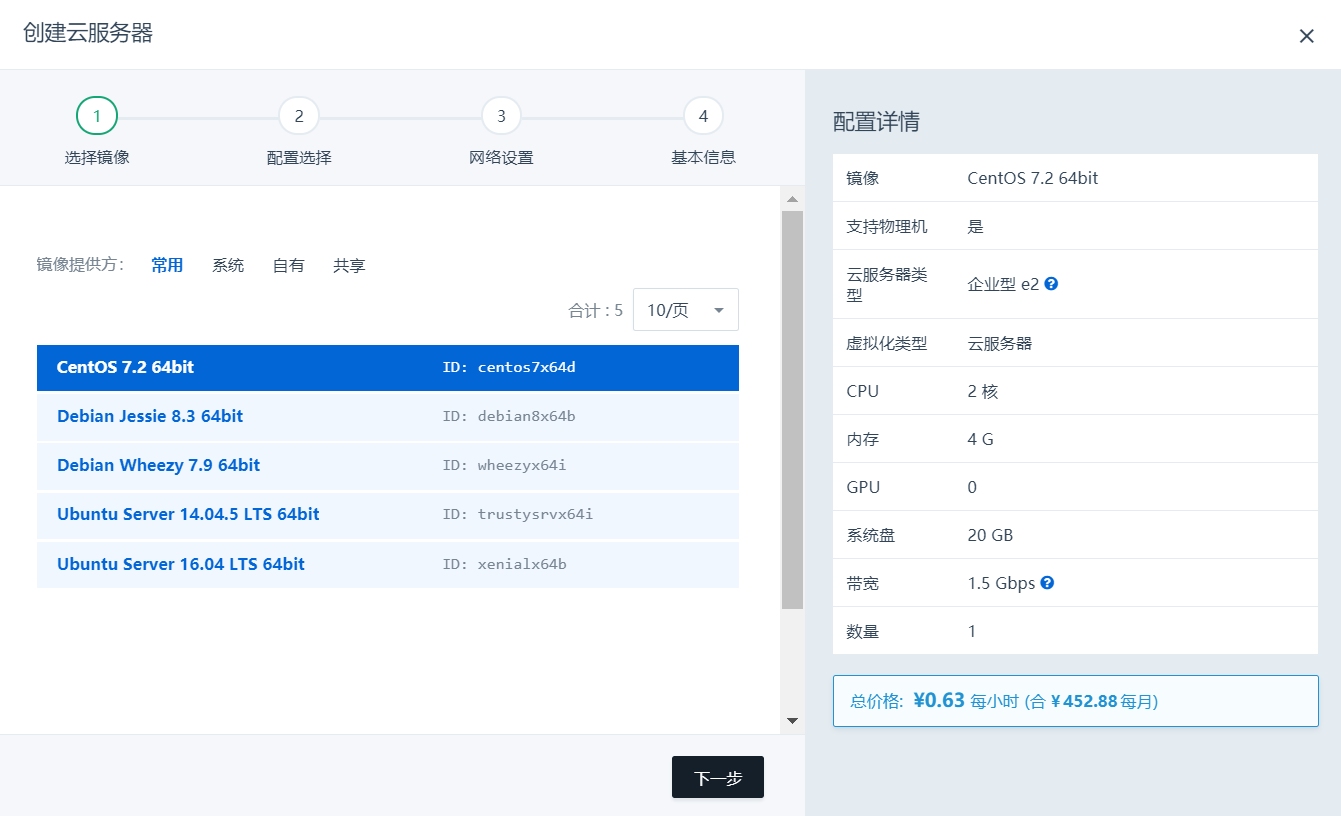 创建云服务器
1
2
3
4
选择镜像
配置选择
网络设置
基本信息
镜像提供方: 常用 系统 自有 共享
合计 : 5 10/页
CentOS 7.2 64bit ID: centos7x64d
Debian Jessie 8.3 64bit ID: debian8x64b
Debian Wheezy 7.9 64bit ID: wheezyx64i
Ubuntu Server 14.04.5 LTS 64bit ID: trustysrvx64i
Ubuntu Server 16.04 LTS 64bit ID: xenialx64b
下一步
配置详情
镜像 CentOS 7.2 64bit
支持物理机 是
云服务器类
型
企业型 e2
虚拟化类型 云服务器
CPU 2 核
内存 4 G
GPU 0
系统盘 20 GB
带宽 1.5 Gbps
数量 1
总价格: ¥0.63 每小时 (合 ¥ 452.88 每月)